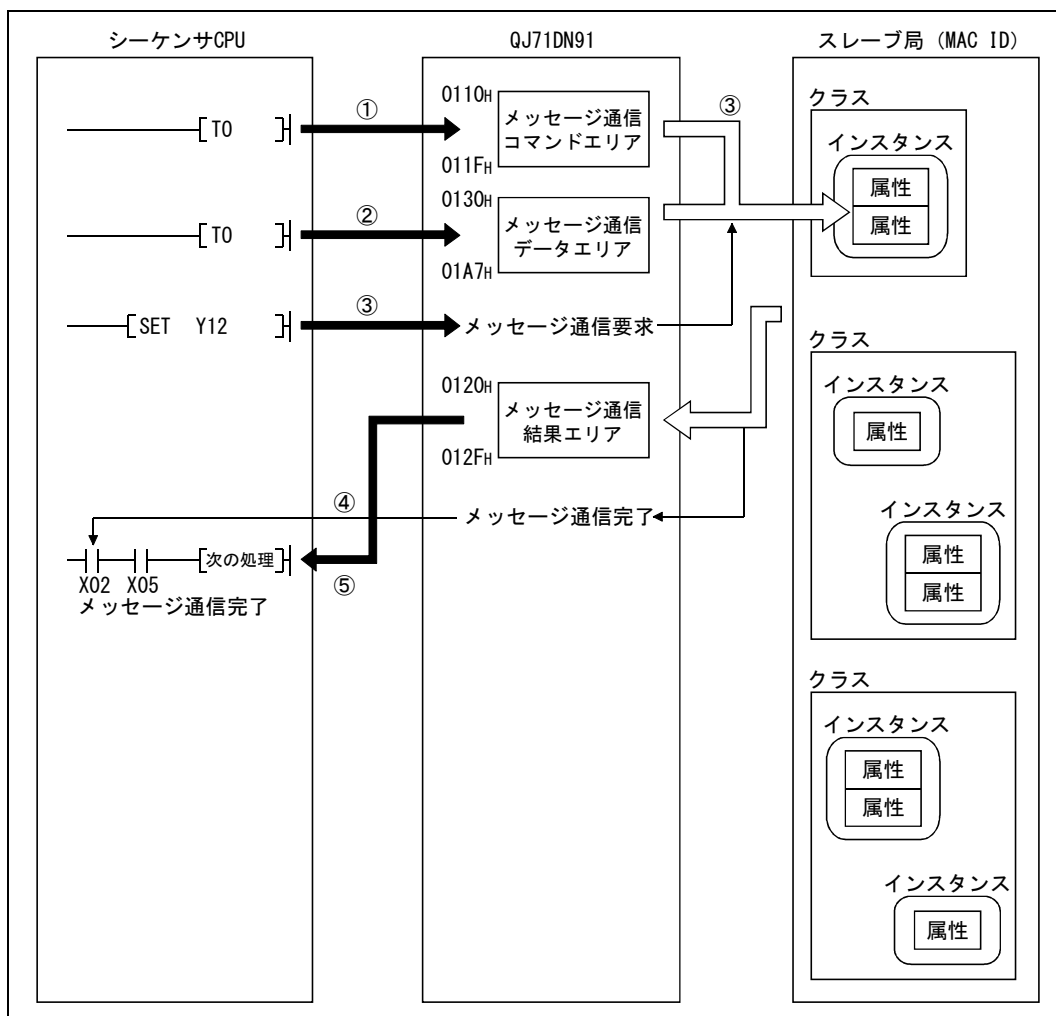 シーケンサCPU
QJ71DN91
スレーブ局 (MAC ID)
TO
①
0110H
メッセージ通信
コマンドエリア
011FH
③
クラス
インスタンス
属性
属性
TO
②
0130H
メッセージ通信
データエリア
01A7H
SET Y12
③
メッセージ通信要求
0120H
メッセージ通信
結果エリア
012FH
④
メッセージ通信完了
次の処理
X02 X05
メッセージ通信完了
⑤
クラス
インスタンス
属性
インスタンス
属性
属性
クラス
インスタンス
属性
属性
インスタンス
属性